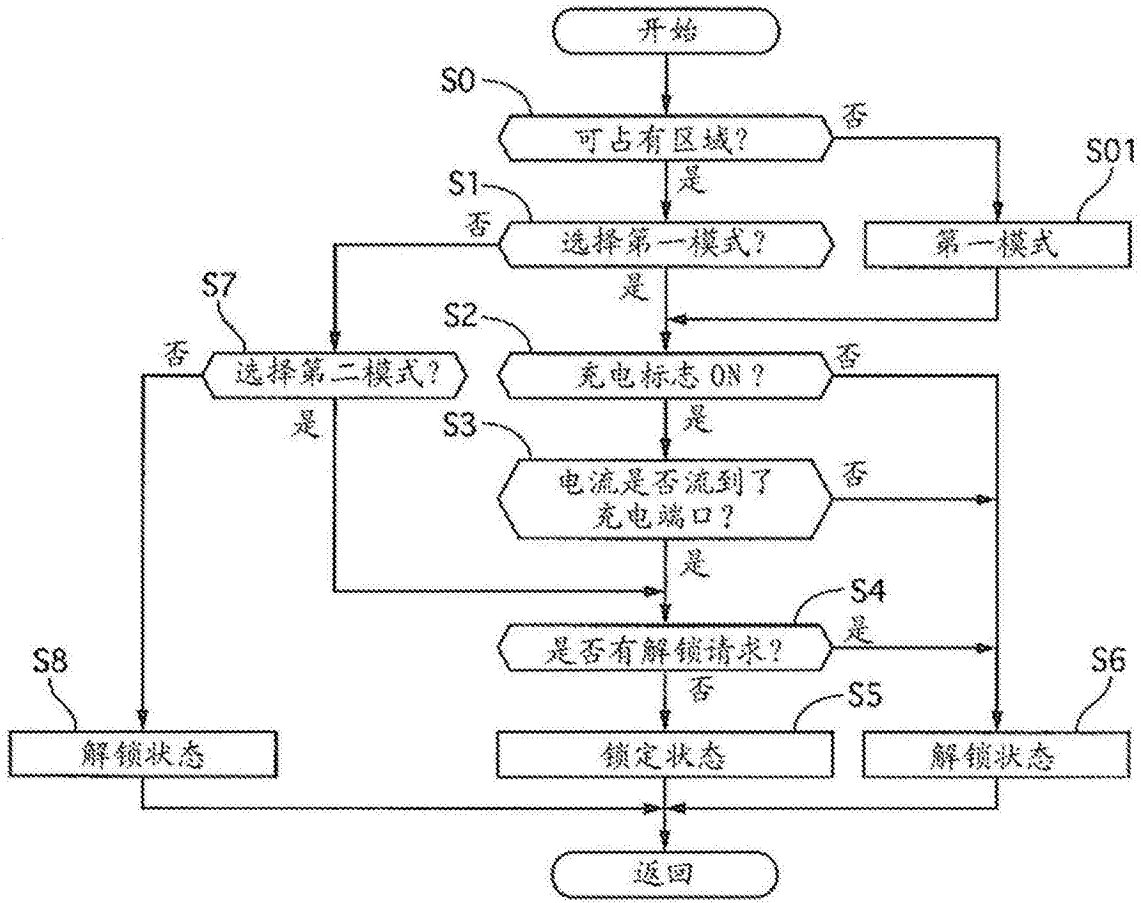 开始
S0
可占有区域？
否
是
S01
第一模式
S1
选择第一模式？
否
是
S7
选择第二模式？
否
是
S2
充电标志 ON？
否
是
S3
电流是否流到了
充电端口？
否
是
S4
是否有解锁请求？
是
否
S8
解锁状态
S5
锁定状态
S6
解锁状态
返回